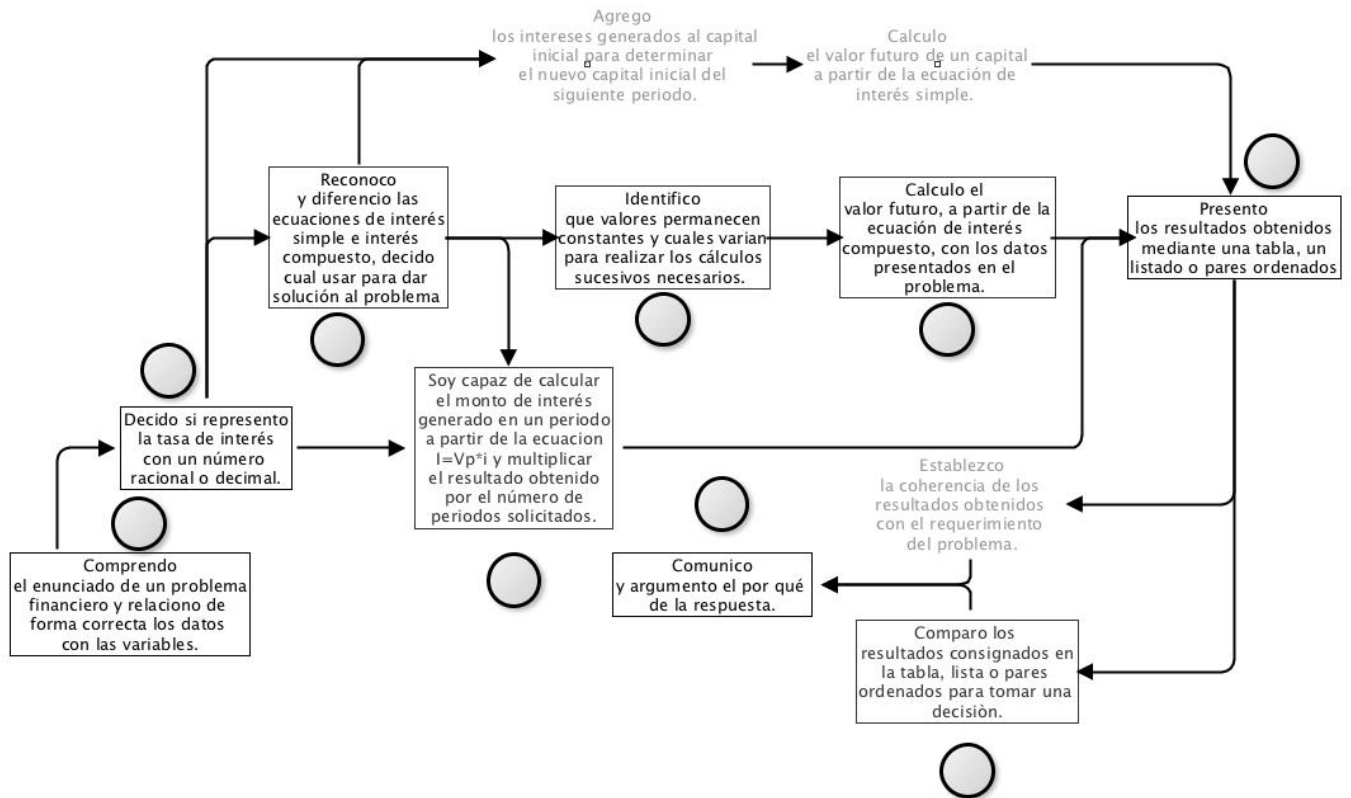 Agrego
los intereses generados al capital
inicial para determinar
el nuevo capital inicial del
siguiente periodo.
Calculo
el valor futuro de un capital
a partir de la ecuación de
interés simple.
Reconoco
y diferencio las
ecuaciones de interés
simple e interés
compuesto, decido
cual usar para dar
solución al problema
Identifico
que valores permanecen
constantes y cuales varian
para realizar los cálculos
sucesivos necesarios.
Calculo el
valor futuro, a partir de la
ecuación de interés
compuesto, con los datos
presentados en el
problema.
Presento
los resultados obtenidos
mediante una tabla, un
listado o pares ordenados
Decido si represento
la tasa de interés
con un número
racional o decimal.
Soy capaz de calcular
el monto de interés
generado en un periodo
a partir de la ecuacion
I=Vp*i y multiplicar
el resultado obtenido
por el número de
periodos solicitados.
Establezco
la coherencia de los
resultados obtenidos
con el requerimiento
del problema.
Comprendo
el enunciado de un problema
financiero y relaciono de
forma correcta los datos
con las variables.
Comunico
y argumento el por qué
de la respuesta.
Comparo los
resultados consignados en
la tabla, lista o pares
ordenados para tomar una
decisiòn.